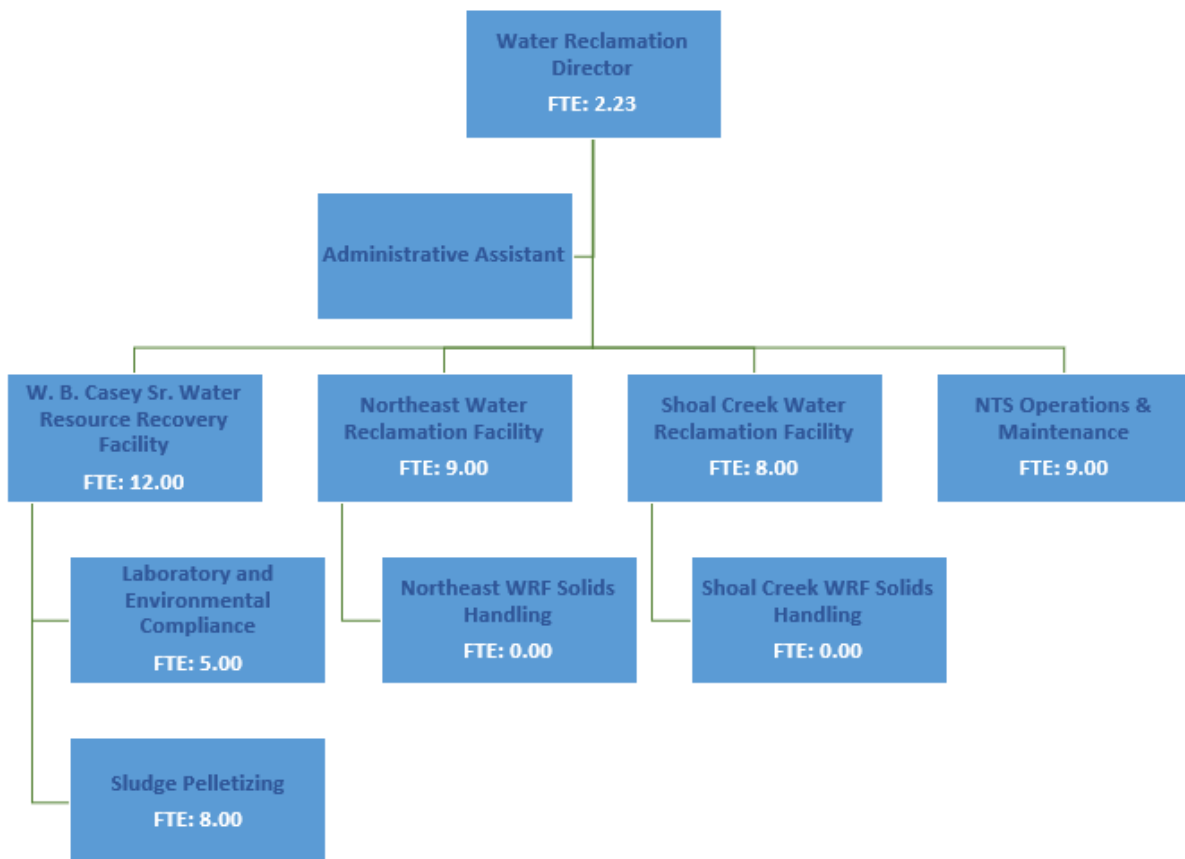 Water Reclamation
Director
FTE: 2.23
Administrative Assistant
W. B. Casey Sr. Water
Resource Recovery
Facility
FTE: 12.00
Northeast Water
Reclamation Facility
FTE: 9.00
Shoal Creek Water
Reclamation Facility
FTE: 8.00
NTS Operations &
Maintenance
FTE: 9.00
Laboratory and
Environmental
Compliance
FTE: 5.00
Northeast WRF Solids
Handling
FTE: 0.00
Shoal Creek WRF Solids
Handling
FTE: 0.00
Sludge Pelletizing
FTE: 8.00